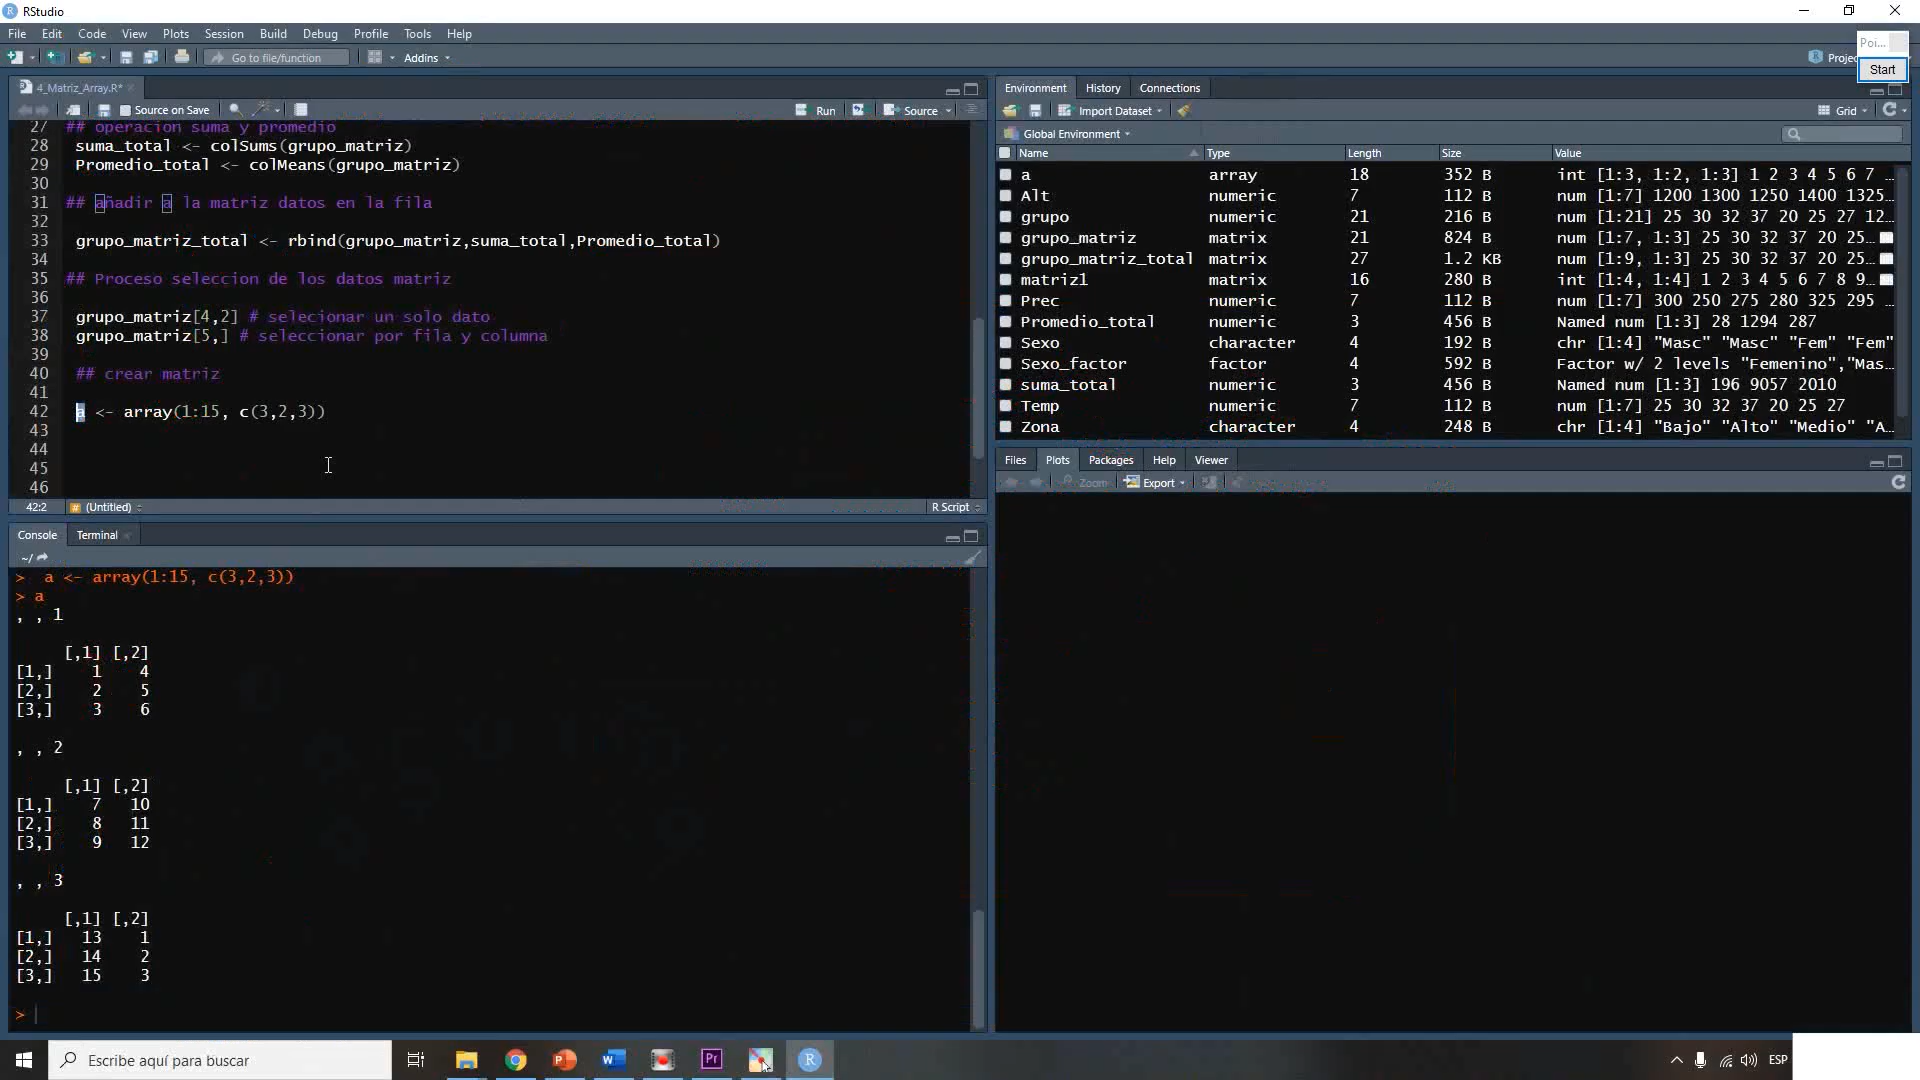 RStudio
File Edit Code View Plots Session Build Debug Profile Tools Help
Go to file/function Addins
Poi...
Start
4_Matriz_Array.R*
Source on Save Run Source
27 ## operacion suma y promedio
28 suma_total <- colSums(grupo_matriz)
29 Promedio_total <- colMeans(grupo_matriz)
30
31 ## añadir a la matriz datos en la fila
32
33 grupo_matriz_total <- rbind(grupo_matriz,suma_total,Promedio_total)
34
35 ## Proceso seleccion de los datos matriz
36
37 grupo_matriz[4,2] # selecionar un solo dato
38 grupo_matriz[5,] # seleccionar por fila y columna
39
40 ## crear matriz
41
42 a <- array(1:15, c(3,2,3))
43
44
45
46
42:2 # (Untitled) R Script
Console Terminal
~/
> a <- array(1:15, c(3,2,3))
> a
, , 1
[,1] [,2]
[1,] 1 4
[2,] 2 5
[3,] 3 6
, , 2
[,1] [,2]
[1,] 7 10
[2,] 8 11
[3,] 9 12
, , 3
[,1] [,2]
[1,] 13 1
[2,] 14 2
[3,] 15 3
>
Environment History Connections
Import Dataset Grid
Global Environment
Name Type Length Size Value
a array 18 352 B int [1:3, 1:2, 1:3] 1 2 3 4 5 6 7 …
Alt numeric 7 112 B num [1:7] 1200 1300 1250 1400 1325…
grupo numeric 21 216 B num [1:21] 25 30 32 37 20 25 27 12…
grupo_matriz matrix 21 824 B num [1:7, 1:3] 25 30 32 37 20 25…
grupo_matriz_total matrix 27 1.2 KB num [1:9, 1:3] 25 30 32 37 20 25…
matriz1 matrix 16 280 B int [1:4, 1:4] 1 2 3 4 5 6 7 8 9…
Prec numeric 7 112 B num [1:7] 300 250 275 280 325 295 …
Promedio_total numeric 3 456 B Named num [1:3] 28 1294 287
Sexo character 4 192 B chr [1:4] "Masc" "Masc" "Fem" "Fem"
Sexo_factor factor 4 592 B Factor w/ 2 levels "Femenino","Mas…
suma_total numeric 3 456 B Named num [1:3] 196 9057 2010
Temp numeric 7 112 B num [1:7] 25 30 32 37 20 25 27
Zona character 4 248 B chr [1:4] "Bajo" "Alto" "Medio" "A…
Files Plots Packages Help Viewer
Zoom Export
Escribe aquí para buscar
ESP